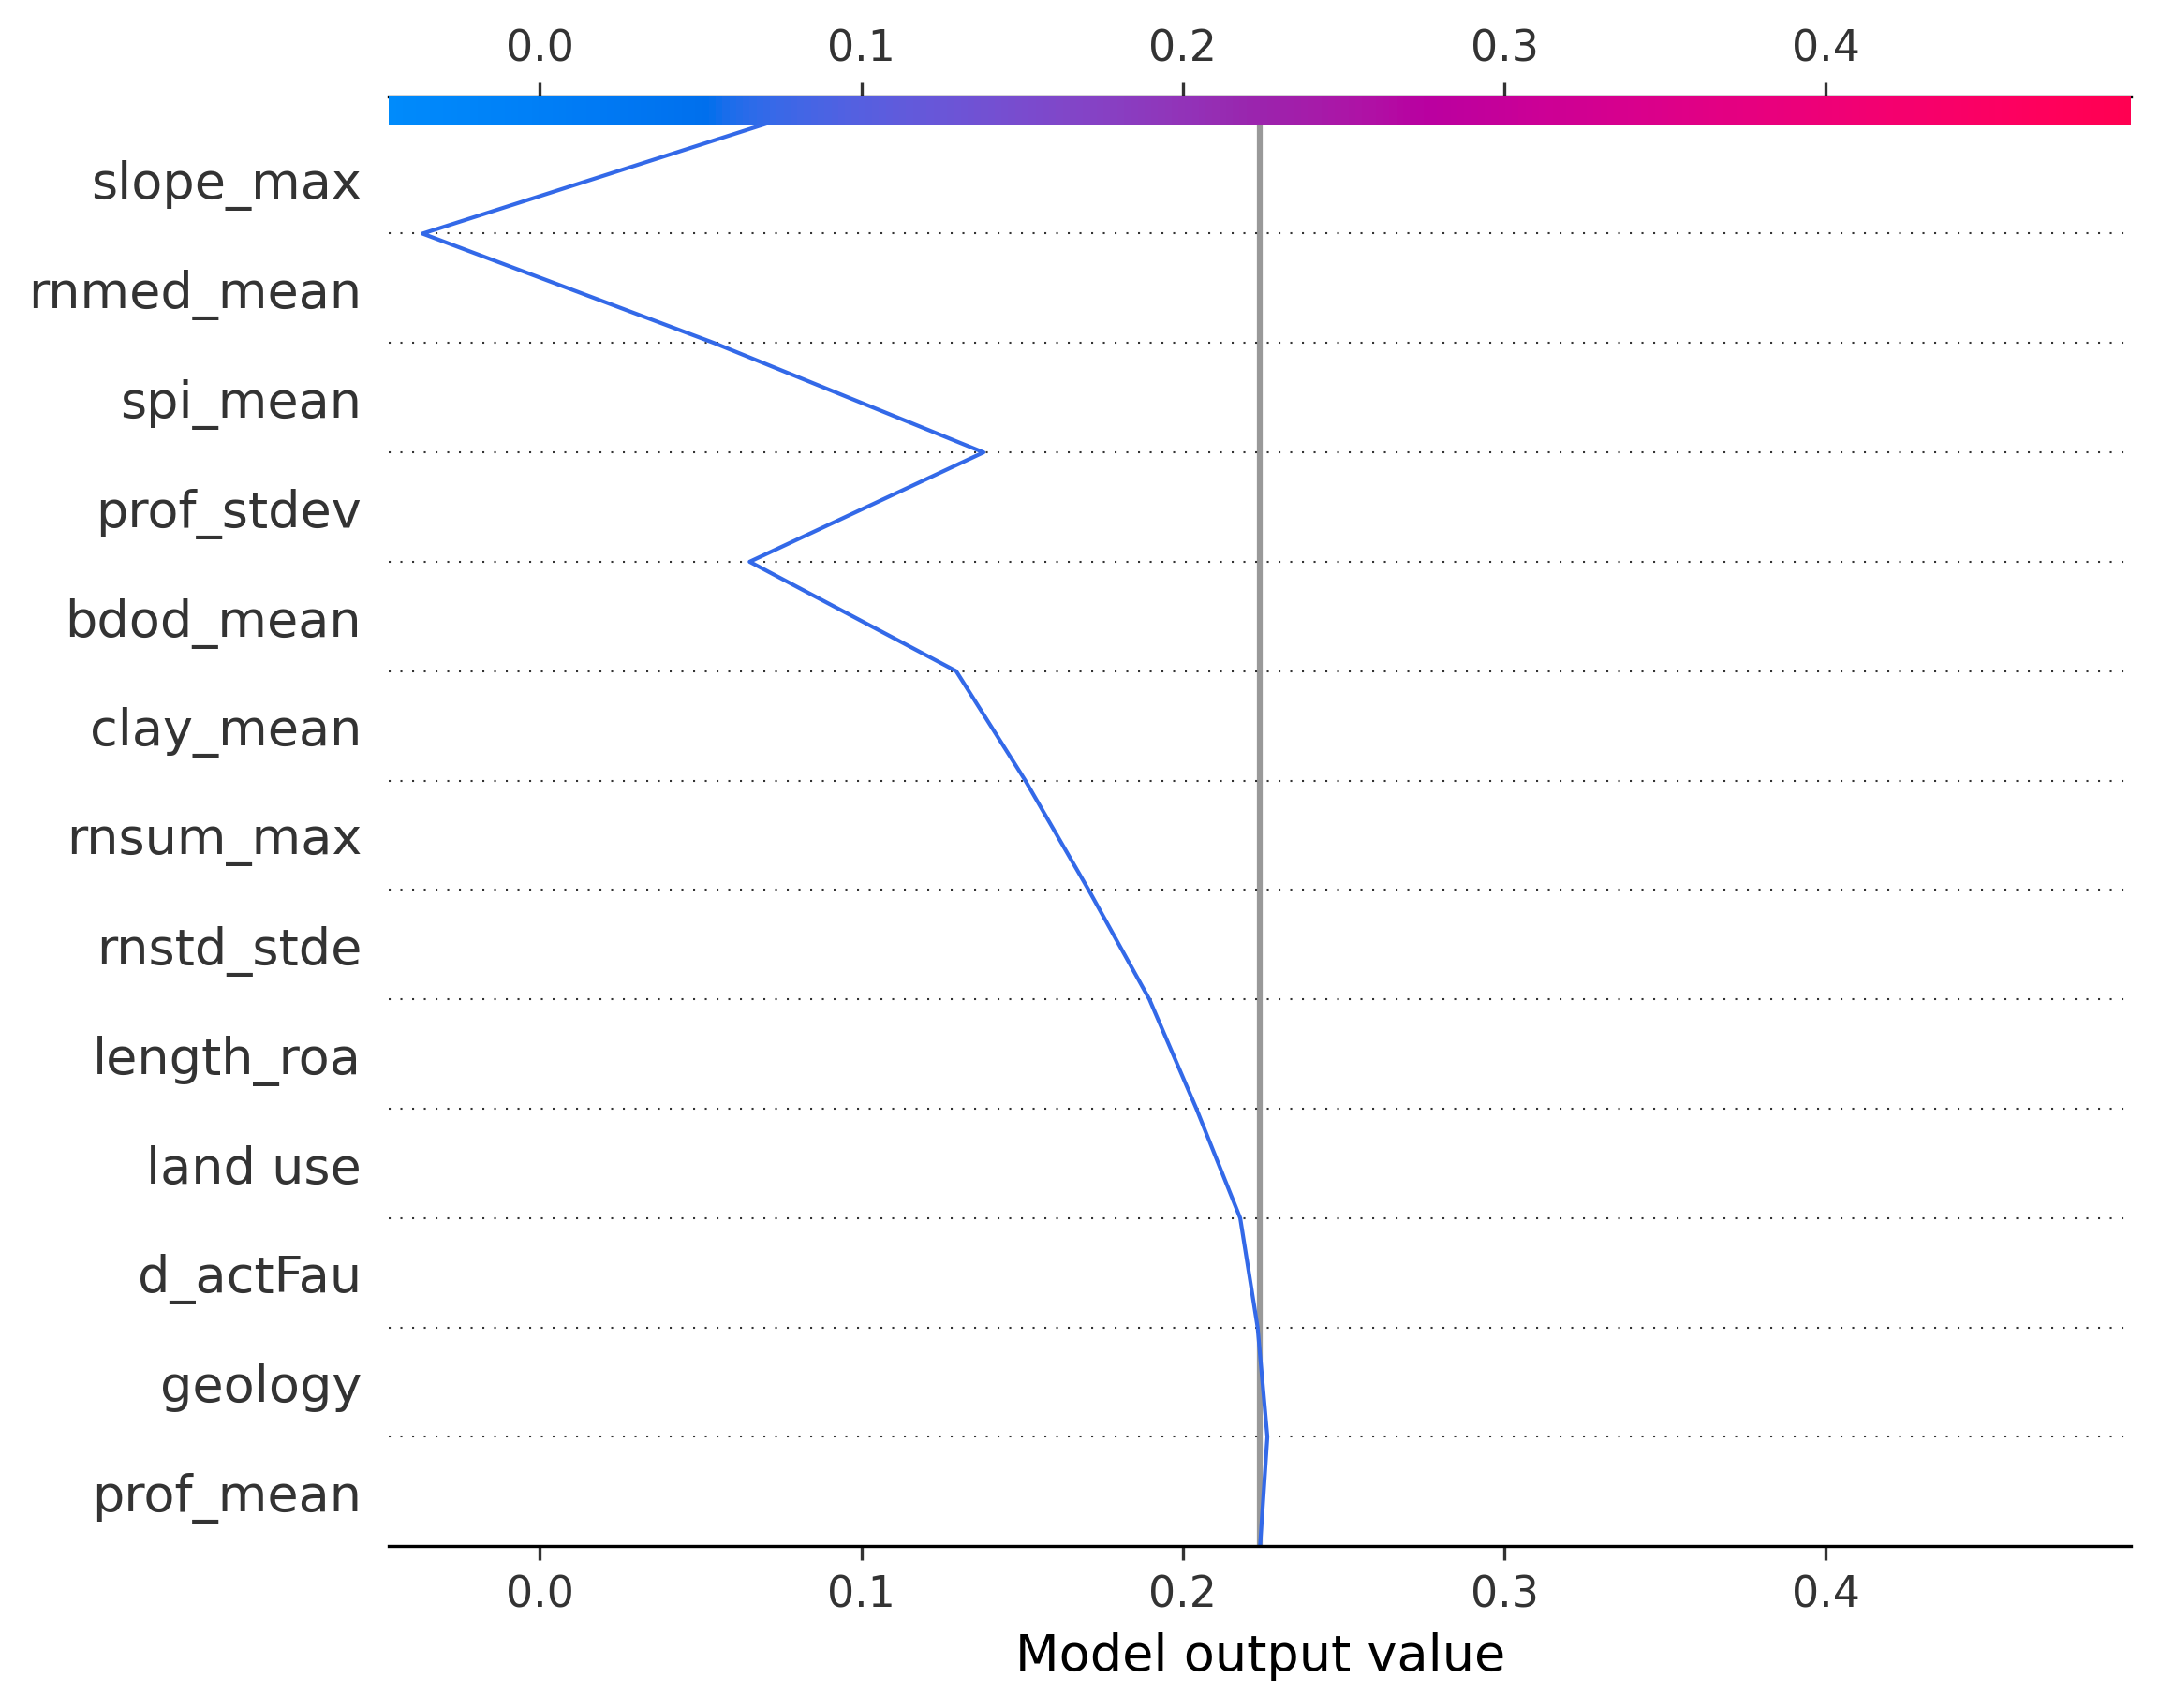 0.0 0.1 0.2 0.3 0.4
slope_max
rnmed_mean
spi_mean
prof_stdev
bdod_mean
clay_mean
rnsum_max
rnstd_stde
length_roa
land use
d_actFau
geology
prof_mean
0.0 0.1 0.2 0.3 0.4
Model output value